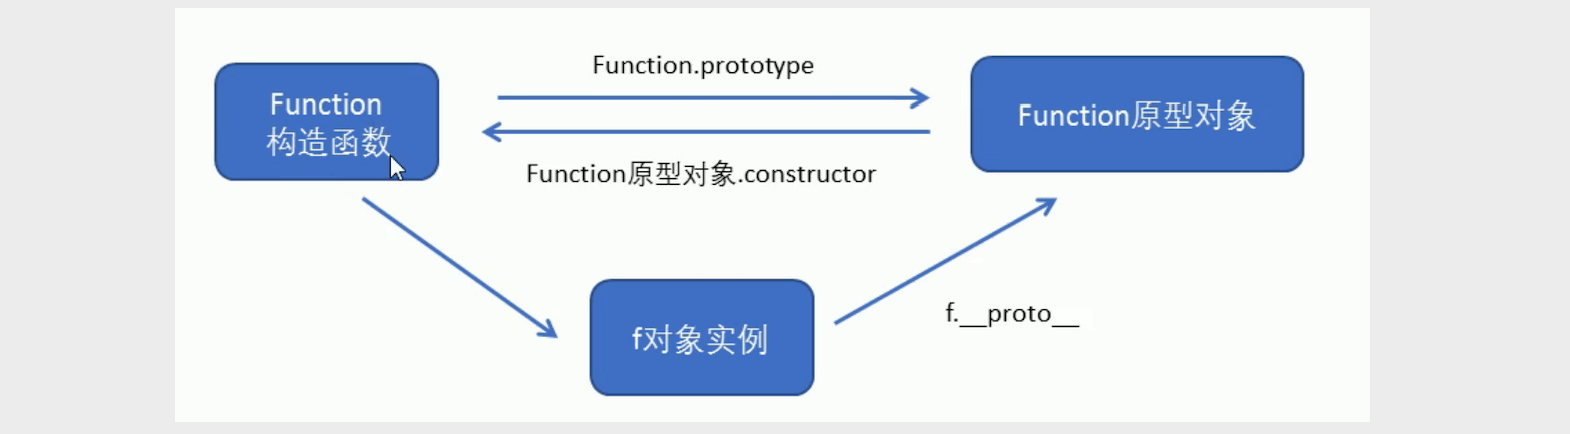 Function.prototype
Function
构造函数
Function原型对象
Function原型对象.constructor
f对象实例
f.__proto__